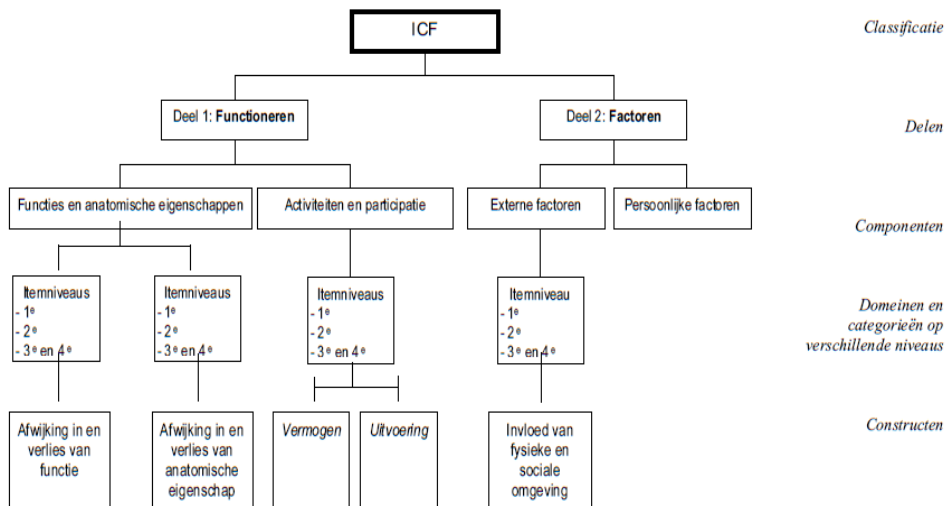 ICF
Classificatie
Deel 1: Functioneren
Deel 2: Factoren
Delen
Functies en anatomische eigenschappen
Activiteiten en participatie
Externe factoren
Persoonlijke factoren
Componenten
Itemniveaus
- 1e
- 2e
- 3e en 4e
Itemniveaus
- 1e
- 2e
- 3e en 4e
Itemniveaus
- 1e
- 2e
- 3e en 4e
Itemniveau
- 1e
- 2e
- 3e en 4e
Domeinen en
categorieën op
verschillende niveaus
Afwijking in en
verlies van
functie
Afwijking in en
verlies van
anatomische
eigenschap
Vermogen
Uitvoering
Invloed van
fysieke en
sociale
omgeving
Constructen